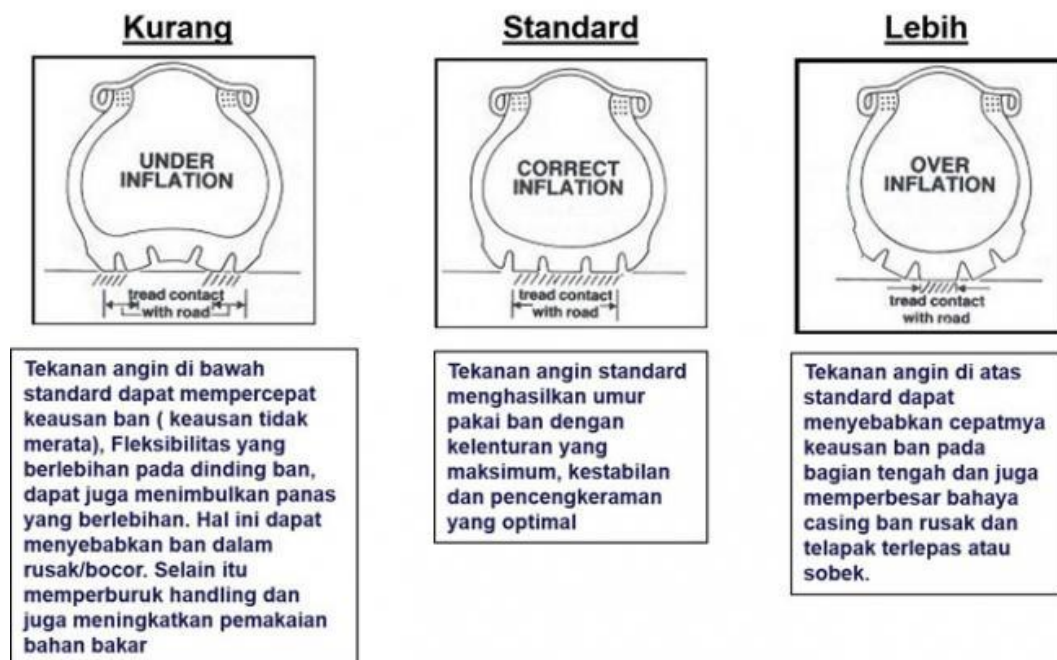 Kurang
UNDER
INFLATION
tread contact
with road
Tekanan angin di bawah
standard dapat mempercepat
keausan ban ( keausan tidak
merata), Fleksibilitas yang
berlebihan pada dinding ban,
dapat juga menimbulkan panas
yang berlebihan. Hal ini dapat
menyebabkan ban dalam
rusak/bocor. Selain itu
memperburuk handling dan
juga meningkatkan pemakaian
bahan bakar
Standard
CORRECT
INFLATION
tread contact
with road
Tekanan angin standard
menghasilkan umur
pakai ban dengan
kelenturan yang
maksimum, kestabilan
dan pencengkeraman
yang optimal
Lebih
OVER
INFLATION
tread contact
with road
Tekanan angin di atas
standard dapat
menyebabkan cepatmya
keausan ban pada
bagian tengah dan juga
memperbesar bahaya
casing ban rusak dan
telapak terlepas atau
sobek.